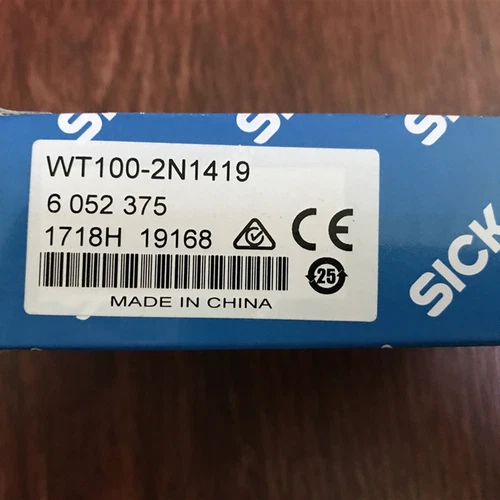 WT100-2N1419
6 052 375
1718H 19168 CE
25
MADE IN CHINA
SICK